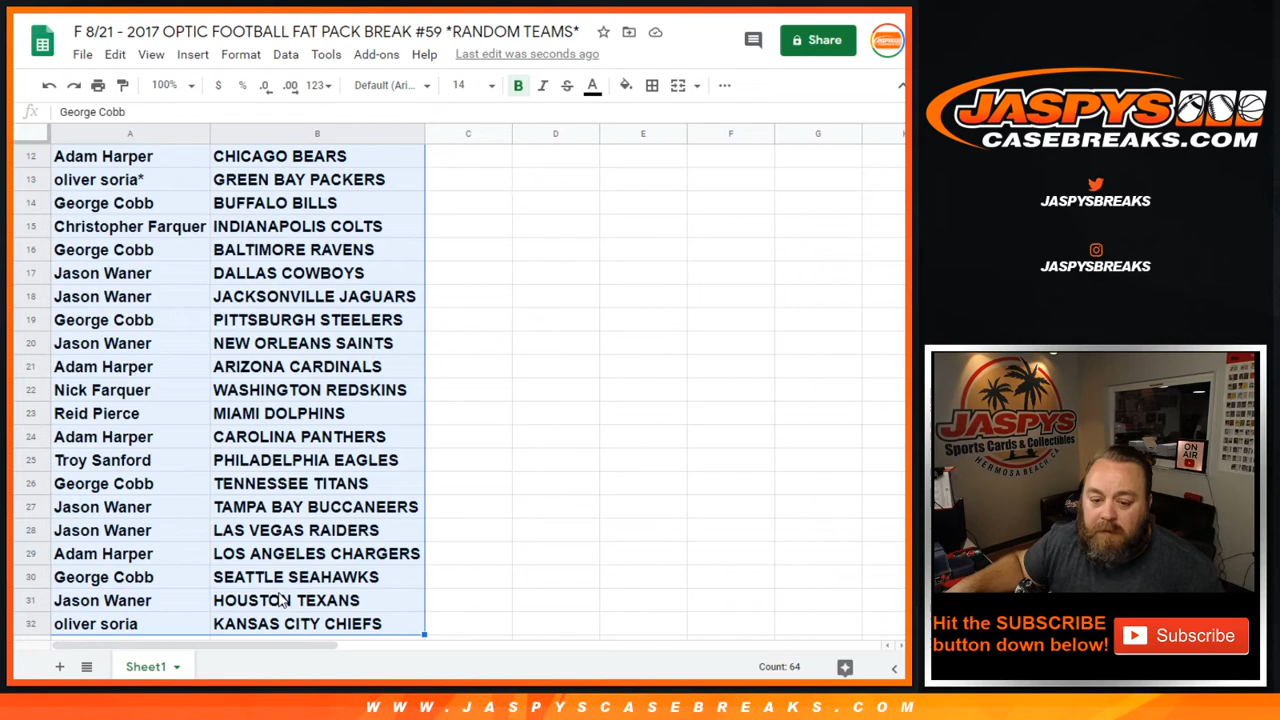 F 8/21 - 2017 OPTIC FOOTBALL FAT PACK BREAK #59 *RANDOM TEAMS*
File Edit View Insert Format Data Tools Add-ons Help Last edit was seconds ago
Share
100% $ % .0 .00 123 Default (Ari... 14 B I S A
fx George Cobb
A B C D E F G
12 Adam Harper CHICAGO BEARS
13 oliver soria* GREEN BAY PACKERS
14 George Cobb BUFFALO BILLS
15 Christopher Farquer INDIANAPOLIS COLTS
16 George Cobb BALTIMORE RAVENS
17 Jason Waner DALLAS COWBOYS
18 Jason Waner JACKSONVILLE JAGUARS
19 George Cobb PITTSBURGH STEELERS
20 Jason Waner NEW ORLEANS SAINTS
21 Adam Harper ARIZONA CARDINALS
22 Nick Farquer WASHINGTON REDSKINS
23 Reid Pierce MIAMI DOLPHINS
24 Adam Harper CAROLINA PANTHERS
25 Troy Sanford PHILADELPHIA EAGLES
26 George Cobb TENNESSEE TITANS
27 Jason Waner TAMPA BAY BUCCANEERS
28 Jason Waner LAS VEGAS RAIDERS
29 Adam Harper LOS ANGELES CHARGERS
30 George Cobb SEATTLE SEAHAWKS
31 Jason Waner HOUSTON TEXANS
32 oliver soria KANSAS CITY CHIEFS
Sheet1
Count: 64
JASPYS
CASEBREAKS.COM
JASPYSBREAKS
JASPYSBREAKS
JASPYS
Sports Cards & Collectibles
HERMOSA BEACH CA
ON
AIR
Hit the SUBSCRIBE
button down below!
Subscribe
WWW.JASPYSCASEBREAKS.COM